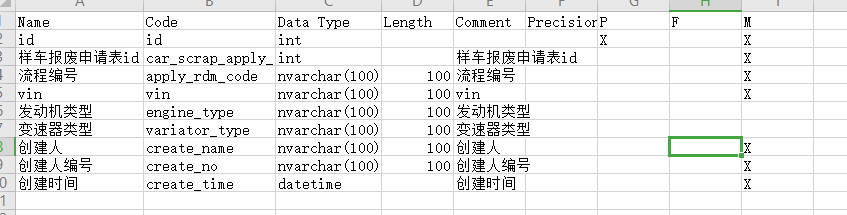 A B C D E F G H I
1 Name Code Data Type Length Comment Precision P F M
2 id id int X X
3 样车报废申请表id car_scrap_apply_ int 样车报废申请表id X
4 流程编号 apply_rdm_code nvarchar(100) 100 流程编号 X
5 vin vin nvarchar(100) 100 vin X
6 发动机类型 engine_type nvarchar(100) 100 发动机类型
7 变速器类型 variator_type nvarchar(100) 100 变速器类型
8 创建人 create_name nvarchar(100) 100 创建人 X
9 创建人编号 create_no nvarchar(100) 100 创建人编号 X
0 创建时间 create_time datetime 创建时间 X
1